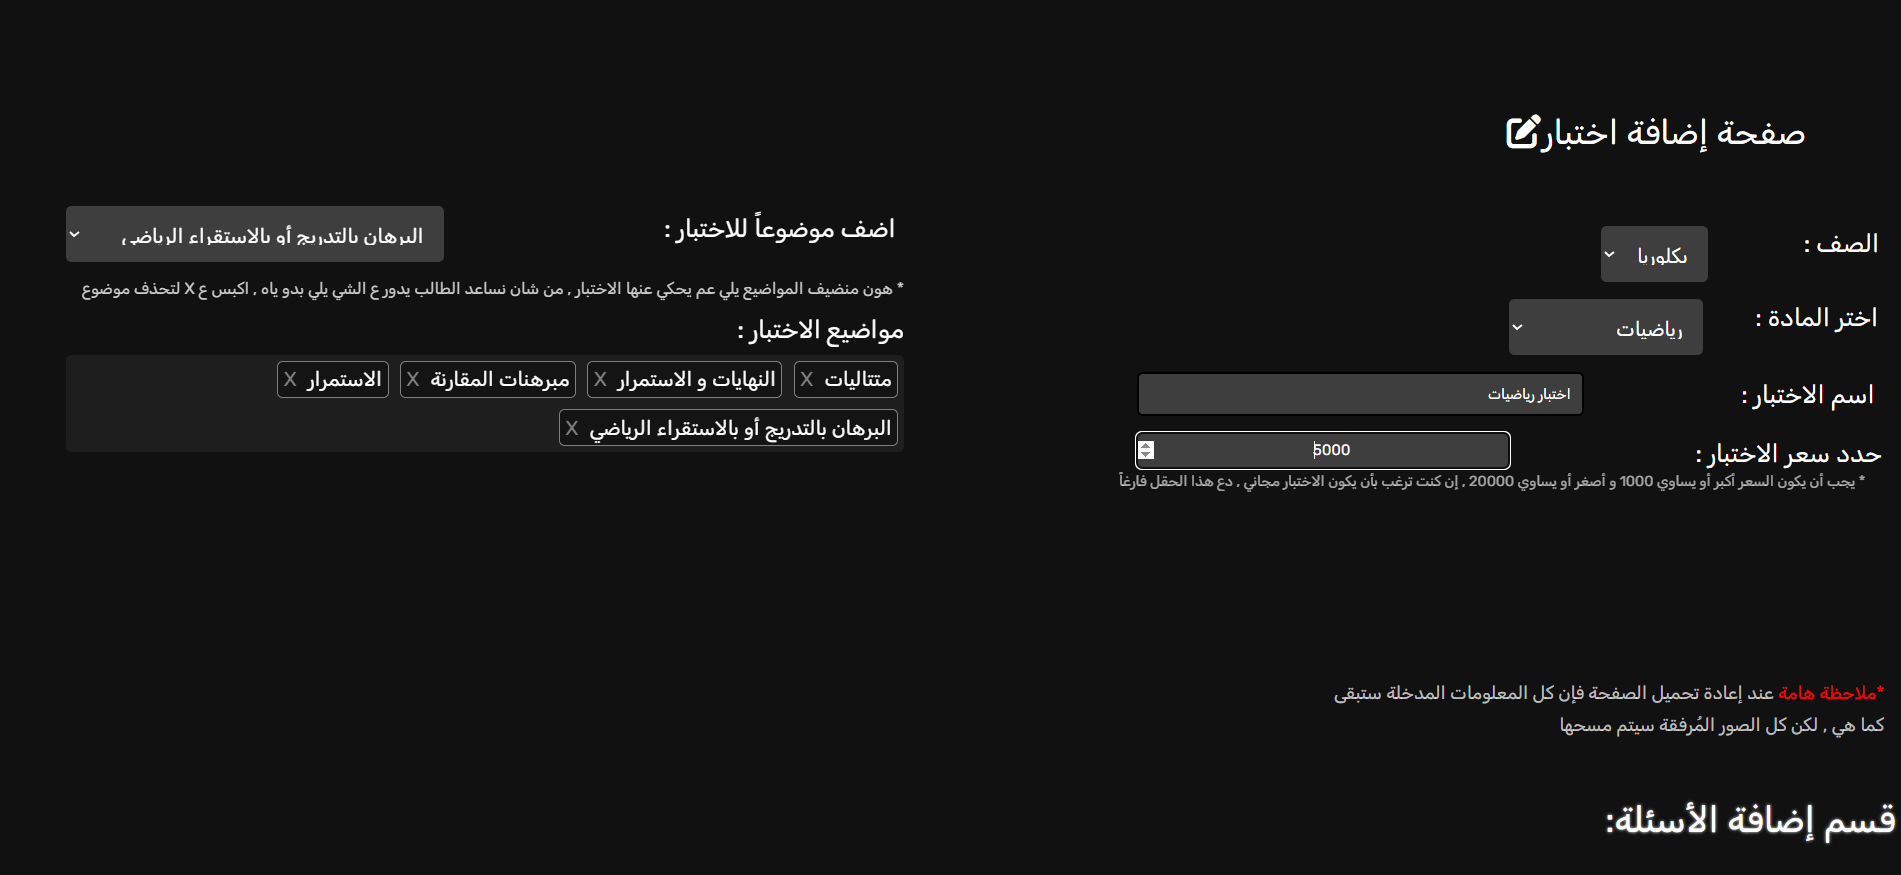 صفحة إضافة اختبار
الصف :
بكلوريا
اختر المادة :
رياضيات
اسم الاختبار :
اختبار رياضيات
حدد سعر الاختبار :
5000
* يجب أن يكون السعر أكبر أو يساوي 1000 و أصغر أو يساوي 20000 , إن كنت ترغب بأن يكون الاختبار مجاني , دع هذا الحقل فارغاً
اضف موضوعاً للاختبار :
البرهان بالتدريج أو بالاستقراء الرياضي
* هون منضيف المواضيع يلي عم يحكي عنها الاختبار , من شان نساعد الطالب يدور ع الشي يلي بدو ياه , اكبس ع X لتحذف موضوع
مواضيع الاختبار :
متتاليات X النهايات و الاستمرار X مبرهنات المقارنة X الاستمرار X
البرهان بالتدريج أو بالاستقراء الرياضي X
*ملاحظة هامة عند إعادة تحميل الصفحة فإن كل المعلومات المدخلة ستبقى
كما هي , لكن كل الصور المُرفقة سيتم مسحها
قسم إضافة الأسئلة: